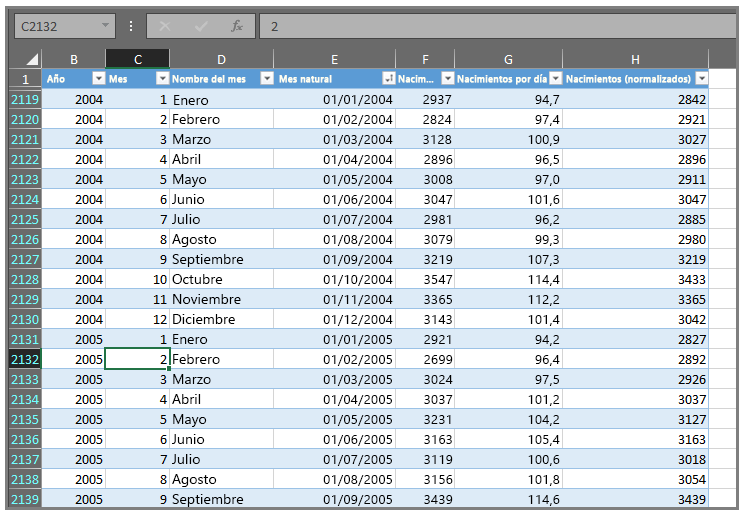 C2132 fx 2
B C D E F G H
1 Año Mes Nombre del mes Mes natural Nacim... Nacimientos por día Nacimientos (normalizados)
2119 2004 1 Enero 01/01/2004 2937 94,7 2842
2120 2004 2 Febrero 01/02/2004 2824 97,4 2921
2121 2004 3 Marzo 01/03/2004 3128 100,9 3027
2122 2004 4 Abril 01/04/2004 2896 96,5 2896
2123 2004 5 Mayo 01/05/2004 3008 97,0 2911
2124 2004 6 Junio 01/06/2004 3047 101,6 3047
2125 2004 7 Julio 01/07/2004 2981 96,2 2885
2126 2004 8 Agosto 01/08/2004 3079 99,3 2980
2127 2004 9 Septiembre 01/09/2004 3219 107,3 3219
2128 2004 10 Octubre 01/10/2004 3547 114,4 3433
2129 2004 11 Noviembre 01/11/2004 3365 112,2 3365
2130 2004 12 Diciembre 01/12/2004 3143 101,4 3042
2131 2005 1 Enero 01/01/2005 2921 94,2 2827
2132 2005 2 Febrero 01/02/2005 2699 96,4 2892
2133 2005 3 Marzo 01/03/2005 3024 97,5 2926
2134 2005 4 Abril 01/04/2005 3037 101,2 3037
2135 2005 5 Mayo 01/05/2005 3231 104,2 3127
2136 2005 6 Junio 01/06/2005 3163 105,4 3163
2137 2005 7 Julio 01/07/2005 3119 100,6 3018
2138 2005 8 Agosto 01/08/2005 3156 101,8 3054
2139 2005 9 Septiembre 01/09/2005 3439 114,6 3439